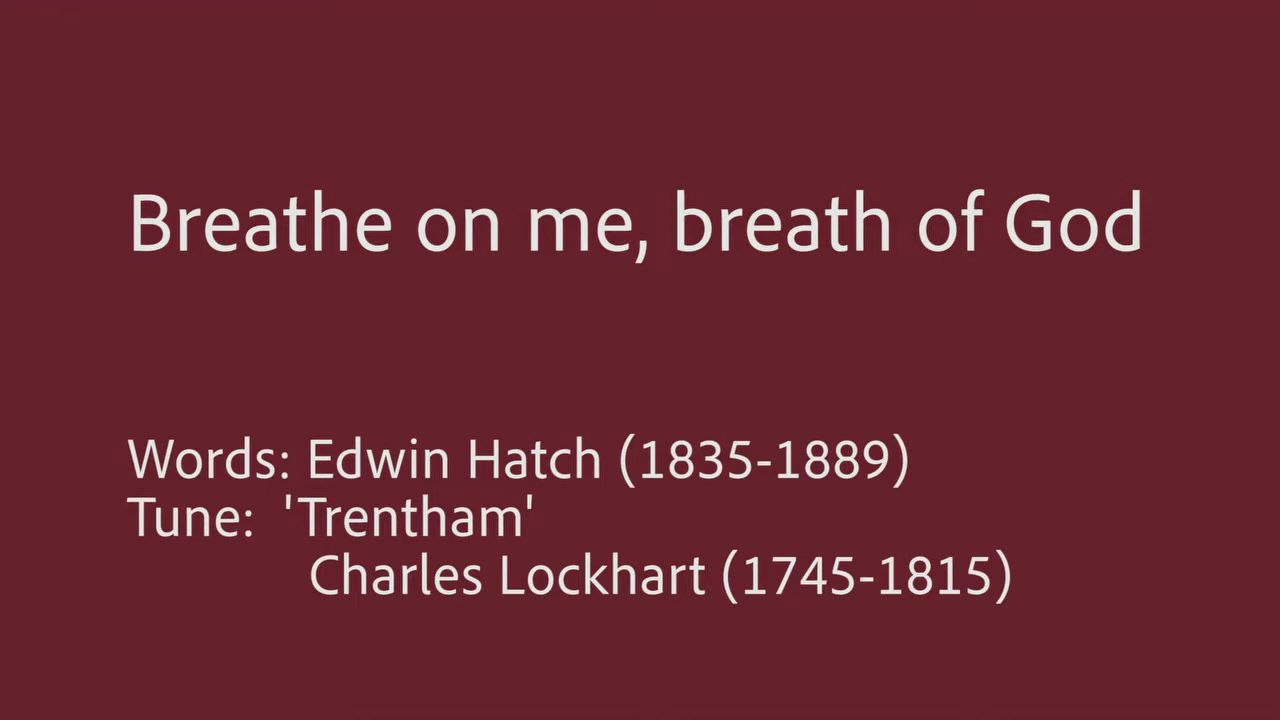 Breathe on me, breath of God
Words: Edwin Hatch (1835-1889)
Tune: 'Trentham'
Charles Lockhart (1745-1815)